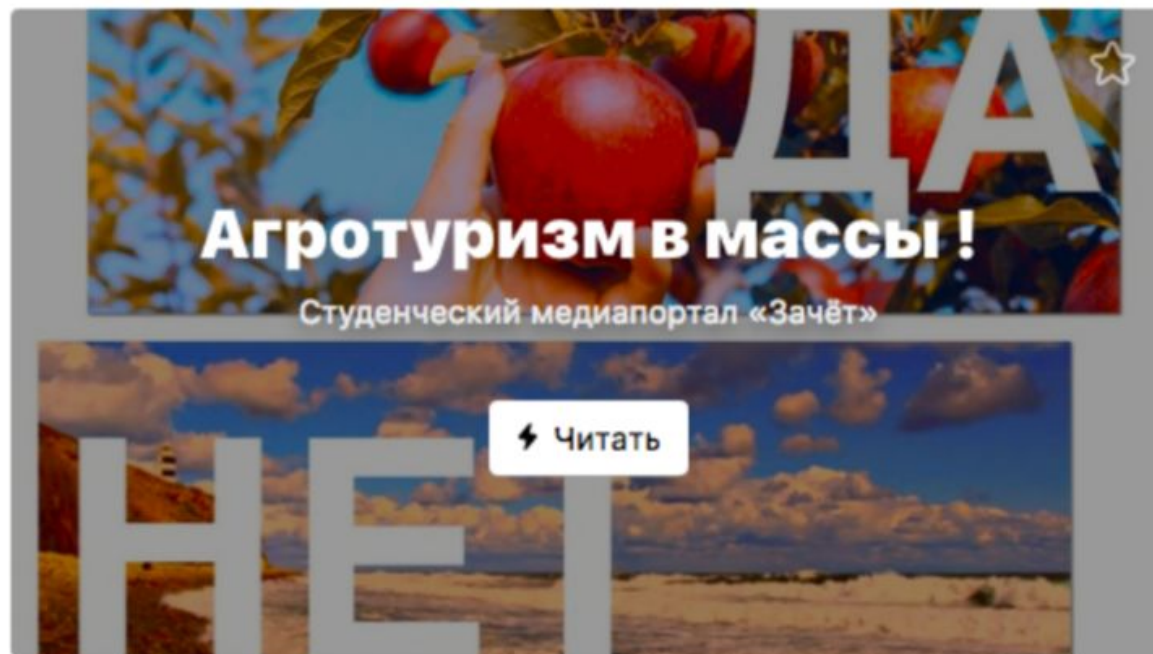 ДА
Агротуризм в массы !
Студенческий медиапортал «Зачёт»
Читать
НЕТ